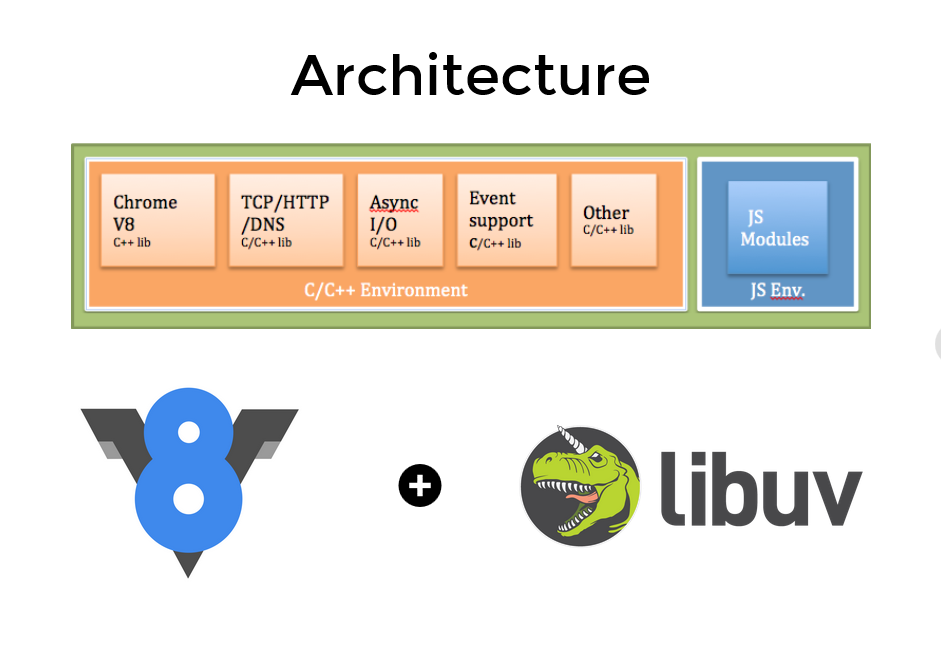 Architecture
Chrome
V8
C++ lib
TCP/HTTP
/DNS
C/C++ lib
Async
I/O
C/C++ lib
Event
support
C/C++ lib
Other
C/C++ lib
C/C++ Environment
JS
Modules
JS Env.
8
+
libuv